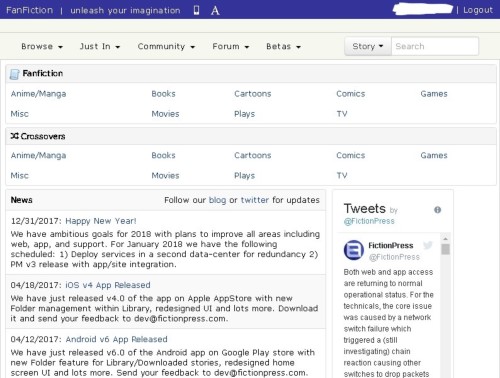 FanFiction | unleash your imagination A | Logout
Browse Just In Community Forum Betas Story Search
Fanfiction
Anime/Manga Books Cartoons Comics Games
Misc Movies Plays TV
Crossovers
Anime/Manga Books Cartoons Comics Games
Misc Movies Plays TV
News Follow our blog or twitter for updates
12/31/2017: Happy New Year!
We have ambitious goals for 2018 with plans to improve all areas including
web, app, and support. For January 2018 we have the following
scheduled: 1) Deploy services in a second data-center for redundancy 2)
PM v3 release with app/site integration.
04/18/2017: iOS v4 App Released
We have just released v4.0 of the app on Apple AppStore with new
Folder management within Library, redesigned UI and lots more. Download
it and send your feedback to dev@fictionpress.com.
04/12/2017: Android v6 App Released
We have just released v6.0 of the Android app on Google Play store with
new Folder feature for Library/Downloaded stories, redesigned home
screen UI and lots more. Send your feedback to dev@fictionpress.com.
Tweets by
@FictionPress
FictionPress
@FictionPress
Both web and app access
are returning to normal
operational status. For the
technicals, the core issue
was caused by a network
switch failure which
triggered a (still
investigating) chain
reaction causing other
switches to drop packets